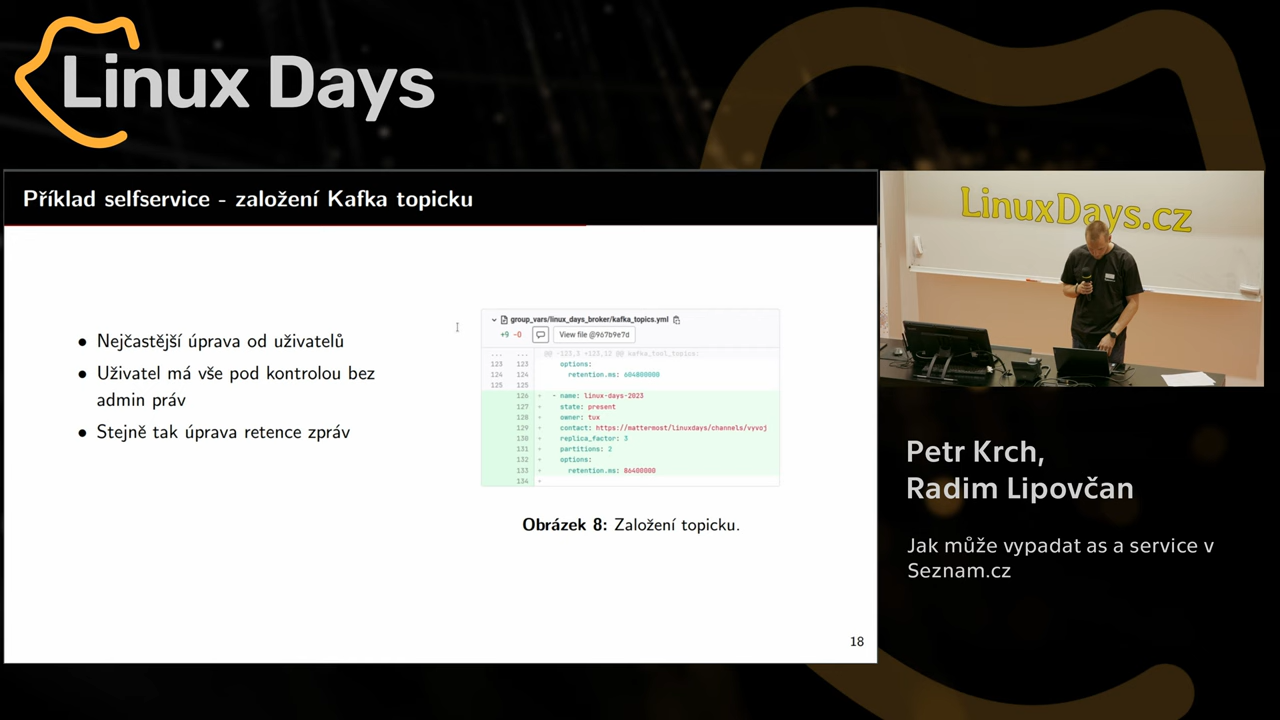 Linux Days
Příklad selfservice - založení Kafka topicku
LinuxDays.cz
● Nejčastější úprava od uživatelů
● Uživatel má vše pod kontrolou bez
admin práv
● Stejně tak úprava retence zpráv
group_vars/linux_days_broker/kafka_topics.yml
+9 -0 View file @967b9e7d
... ... @@ -123,3 +123,12 @@ kafka_tool_topics:
123 123 options:
124 124 retention.ms: 604800000
125 125
126 + - name: linux-days-2023
127 + state: present
128 + owner: tux
129 + contact: https://mattermost/linuxdays/channels/vyvoj
130 + replica_factor: 3
131 + partitions: 2
132 + options:
133 + retention.ms: 86400000
134 +
Obrázek 8: Založení topicku.
18
Petr Krch,
Radim Lipovčan
Jak může vypadat as a service v
Seznam.cz